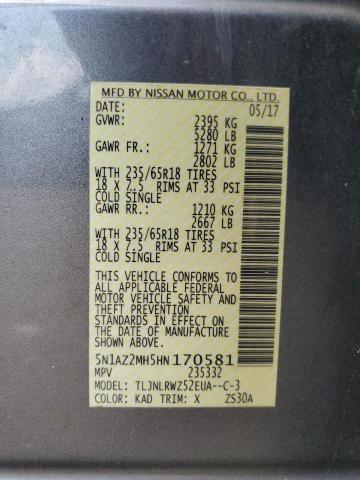 MFD BY NISSAN MOTOR CO., LTD.
DATE: 05/17
GVWR: 2395 KG
5280 LB
GAWR FR.: 1271 KG
2802 LB
WITH 235/65R18 TIRES
18 X 7.5 RIMS AT 33 PSI
COLD SINGLE
GAWR RR.: 1210 KG
2667 LB
WITH 235/65R18 TIRES
18 X 7.5 RIMS AT 33 PSI
COLD SINGLE
THIS VEHICLE CONFORMS TO
ALL APPLICABLE FEDERAL
MOTOR VEHICLE SAFETY
AND THEFT PREVENTION
STANDARDS IN EFFECT ON
THE DATE OF MANUFACTURE
SHOWN ABOVE.
5N1AZ2MH5HN170581
MPV 235332
MODEL: TLJNLRWZ52EUA--C-3
COLOR: KAD TRIM: X ZS30A